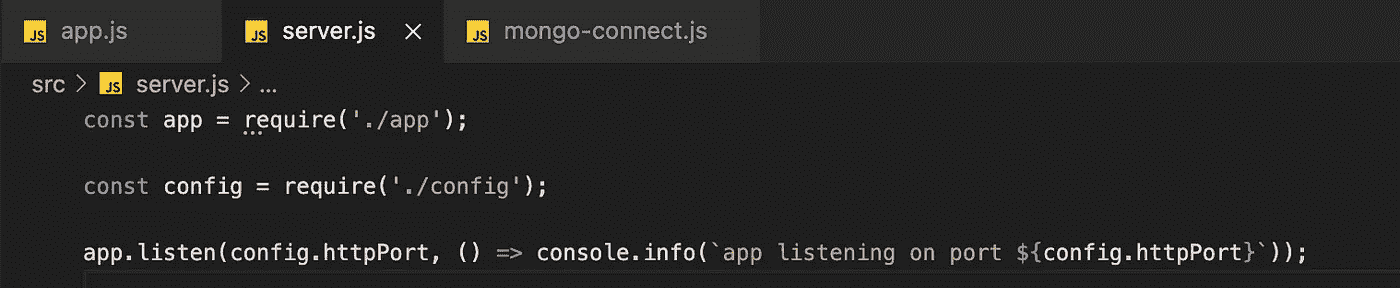 JS app.js JS server.js × JS mongo-connect.js
src > JS server.js > ...
const app = require('./app');
const config = require('./config');
app.listen(config.httpPort, () => console.info(`app listening on port ${config.httpPort}`));